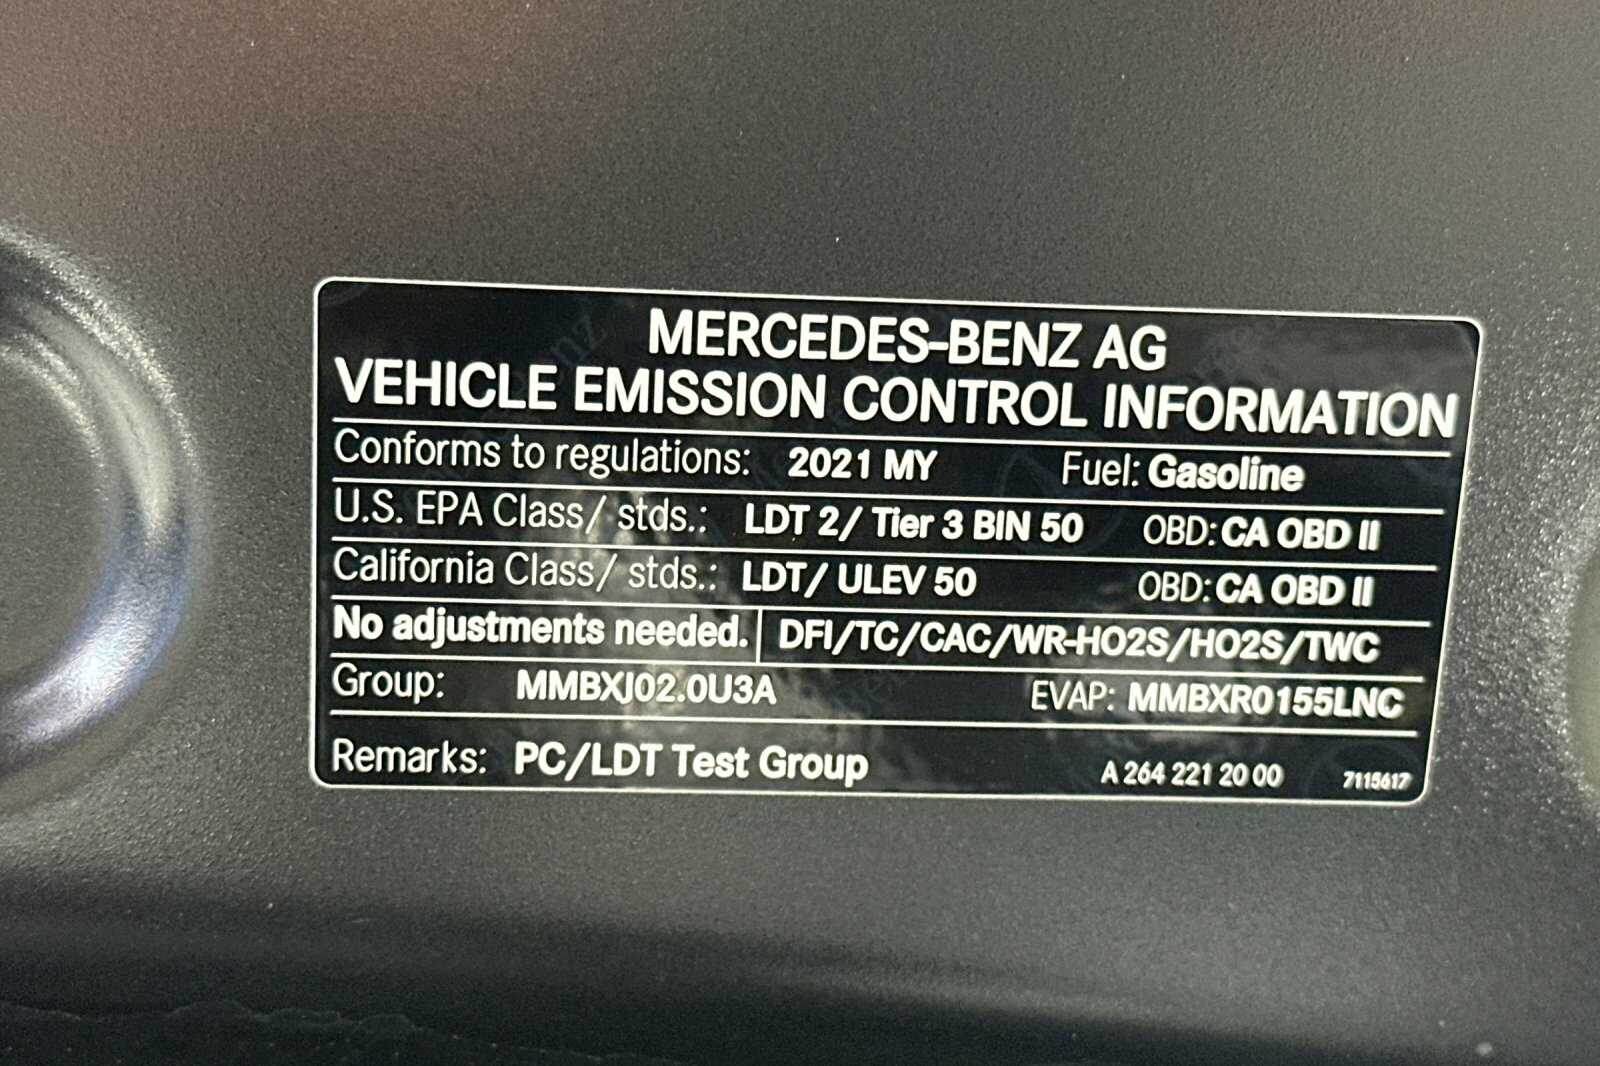 MERCEDES-BENZ AG
VEHICLE EMISSION CONTROL INFORMATION
Conforms to regulations: 2021 MY Fuel: Gasoline
U.S. EPA Class/ stds.: LDT 2/ Tier 3 BIN 50 OBD: CA OBD II
California Class/ stds.: LDT/ ULEV 50 OBD: CA OBD II
No adjustments needed. DFI/TC/CAC/WR-HO2S/HO2S/TWC
Group: MMBXJ02.0U3A EVAP: MMBXR0155LNC
Remarks: PC/LDT Test Group A 264 221 20 00 7115617